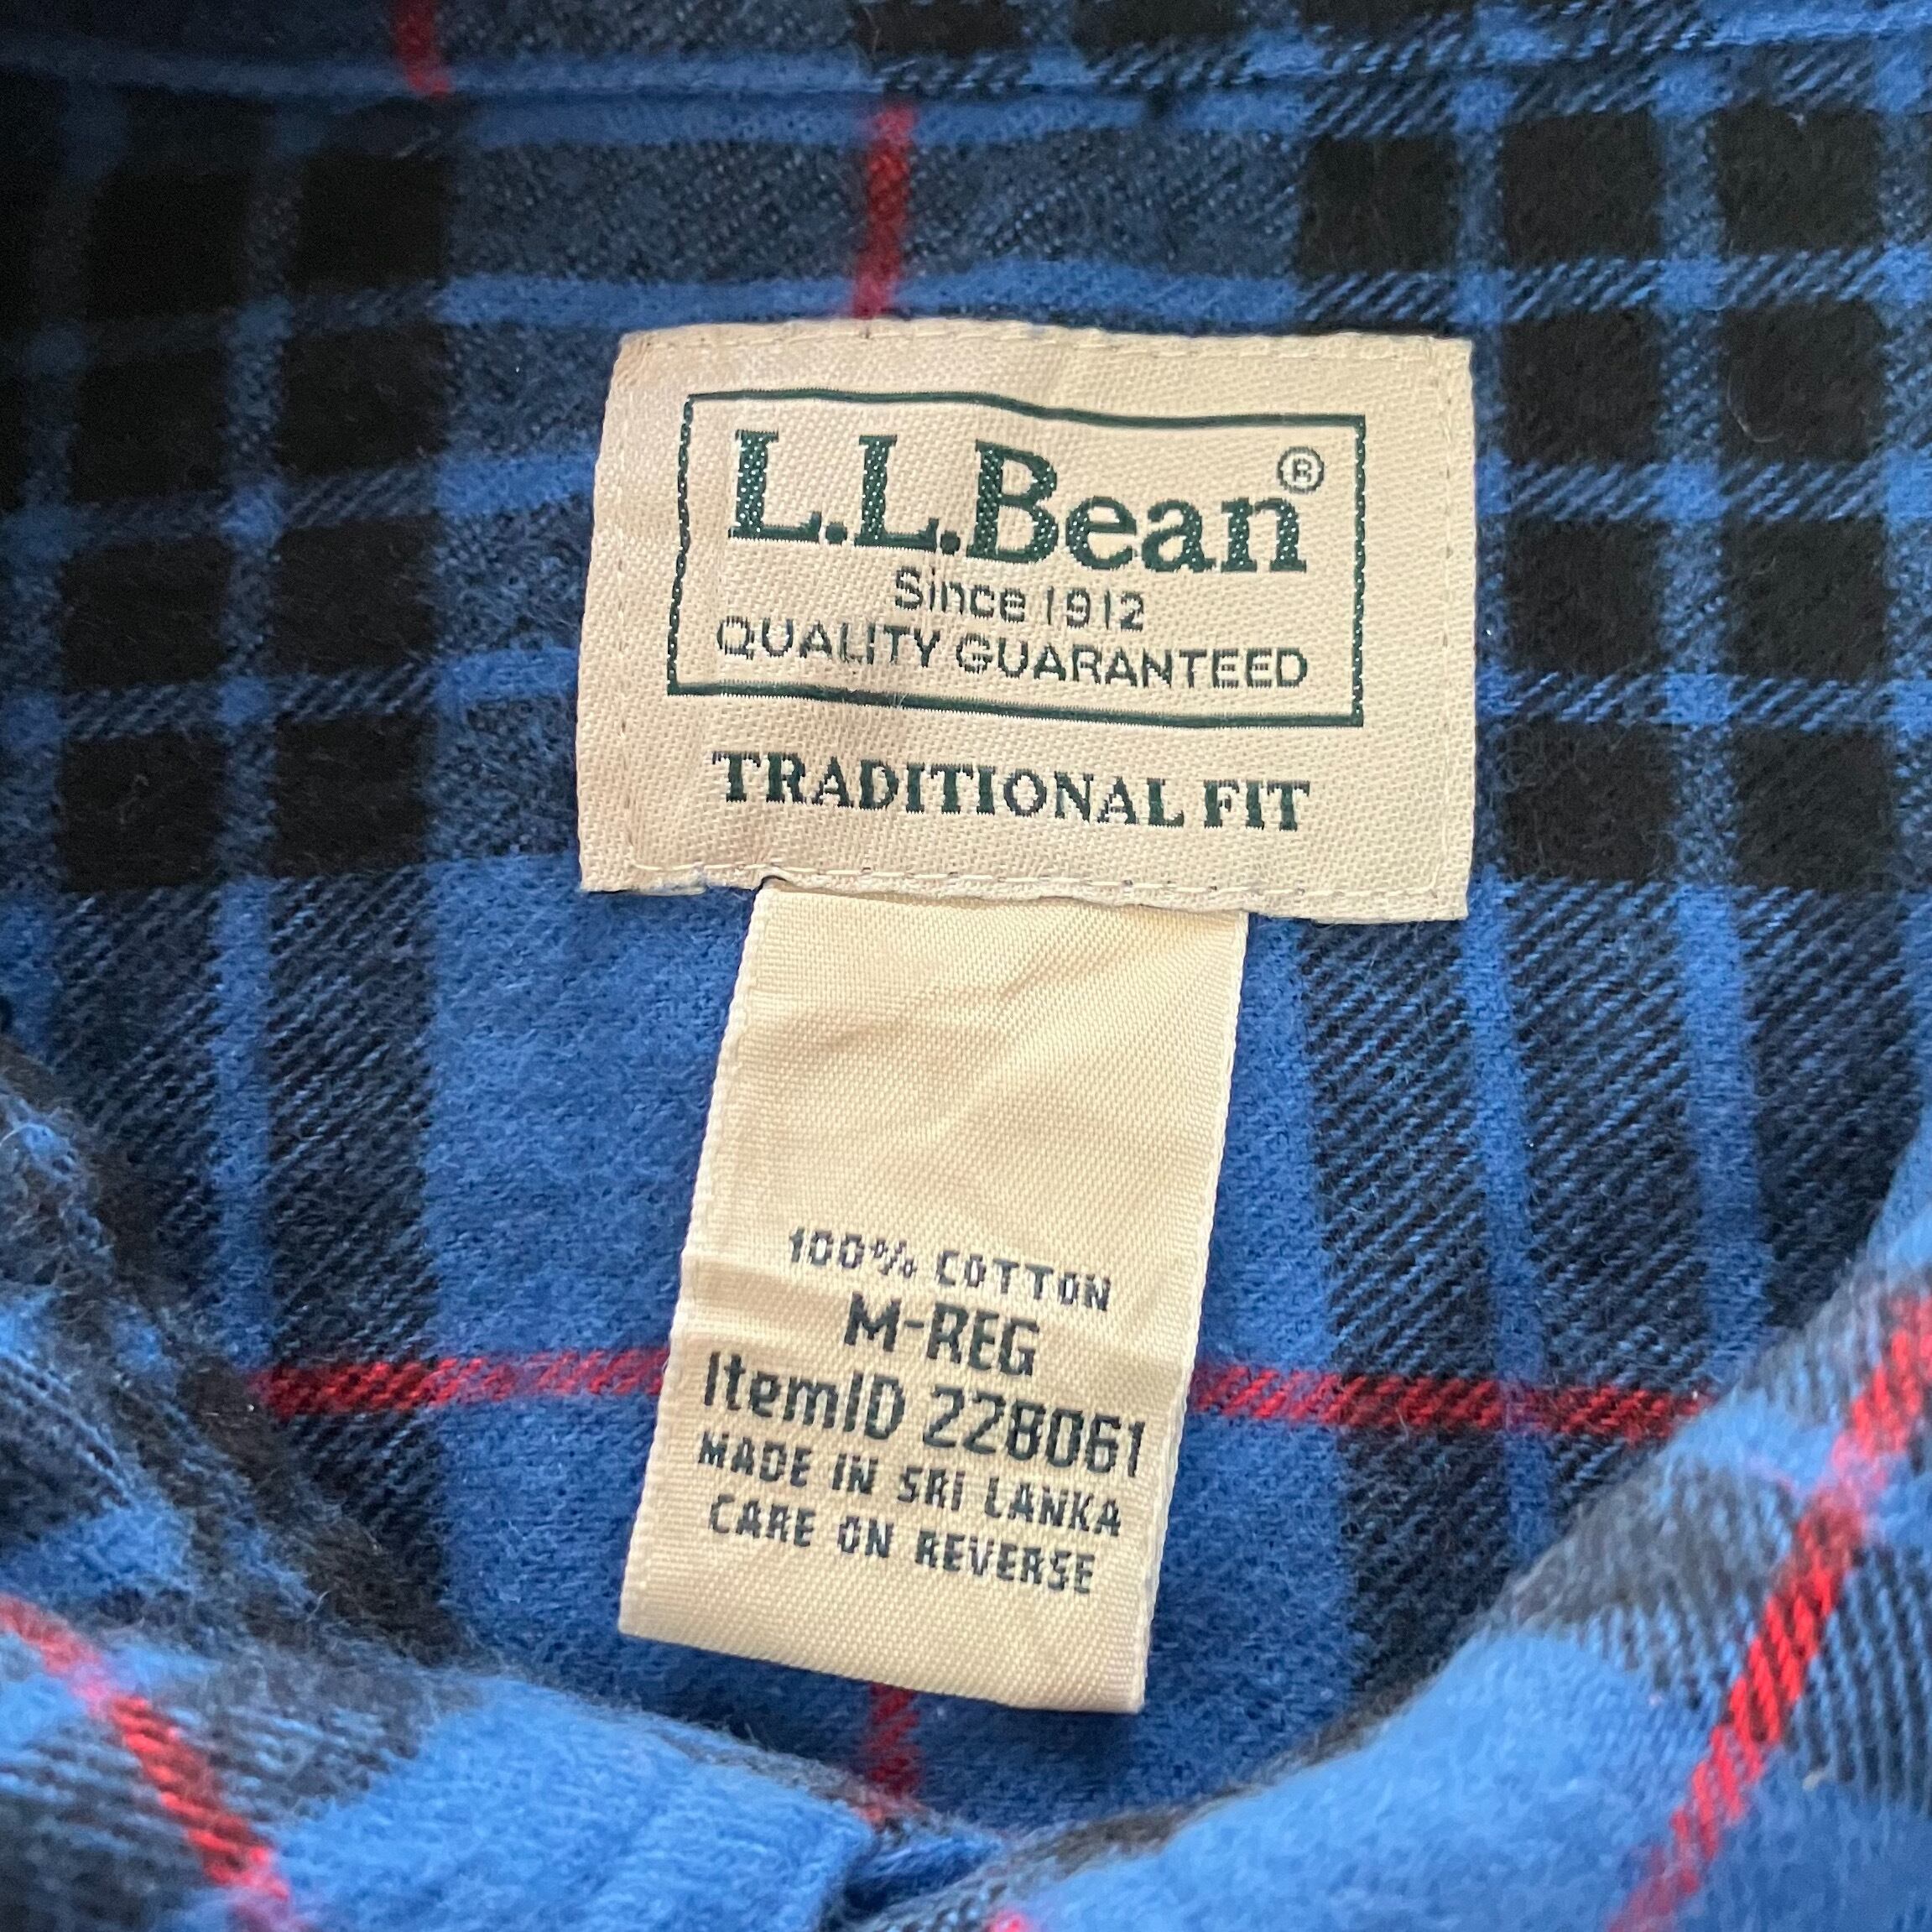 L.L.Bean®
Since 1912
QUALITY GUARANTEED
TRADITIONAL FIT
100% COTTON
M-REG
ItemID 228061
MADE IN SRI LANKA
CARE ON REVERSE